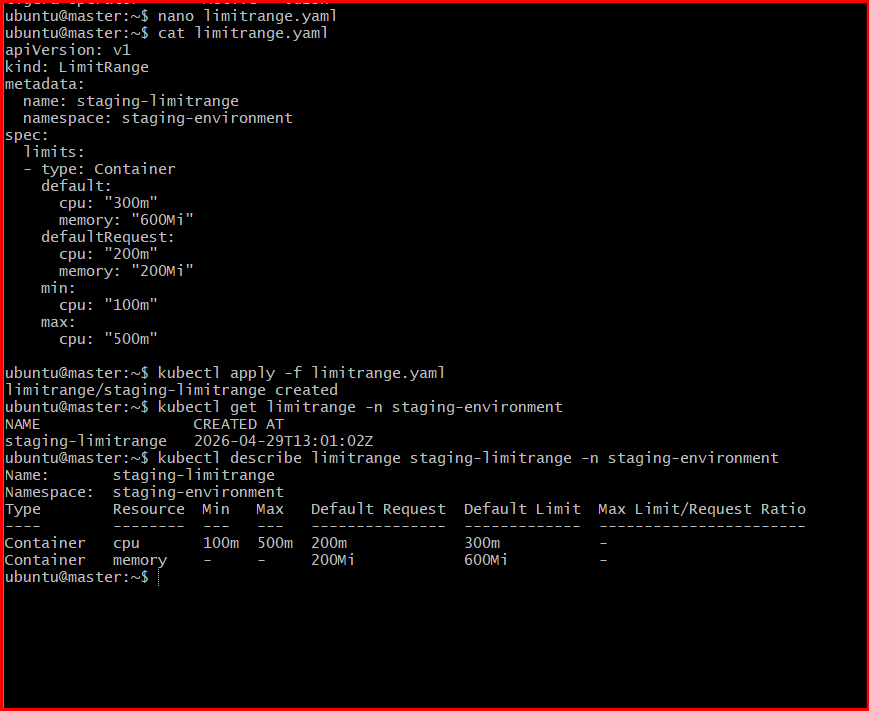 ubuntu@master:~$ nano limitrange.yaml
ubuntu@master:~$ cat limitrange.yaml
apiVersion: v1
kind: LimitRange
metadata:
  name: staging-limitrange
  namespace: staging-environment
spec:
  limits:
  - type: Container
    default:
      cpu: "300m"
      memory: "600Mi"
    defaultRequest:
      cpu: "200m"
      memory: "200Mi"
    min:
      cpu: "100m"
    max:
      cpu: "500m"

ubuntu@master:~$ kubectl apply -f limitrange.yaml
limitrange/staging-limitrange created
ubuntu@master:~$ kubectl get limitrange -n staging-environment
NAME                 CREATED AT
staging-limitrange   2026-04-29T13:01:02Z
ubuntu@master:~$ kubectl describe limitrange staging-limitrange -n staging-environment
Name:       staging-limitrange
Namespace:  staging-environment
Type        Resource  Min   Max   Default Request  Default Limit  Max Limit/Request Ratio
----        --------  ---   ---   ---------------  -------------  -----------------------
Container   cpu       100m  500m  200m             300m           -
Container   memory    -     -     200Mi            600Mi          -
ubuntu@master:~$